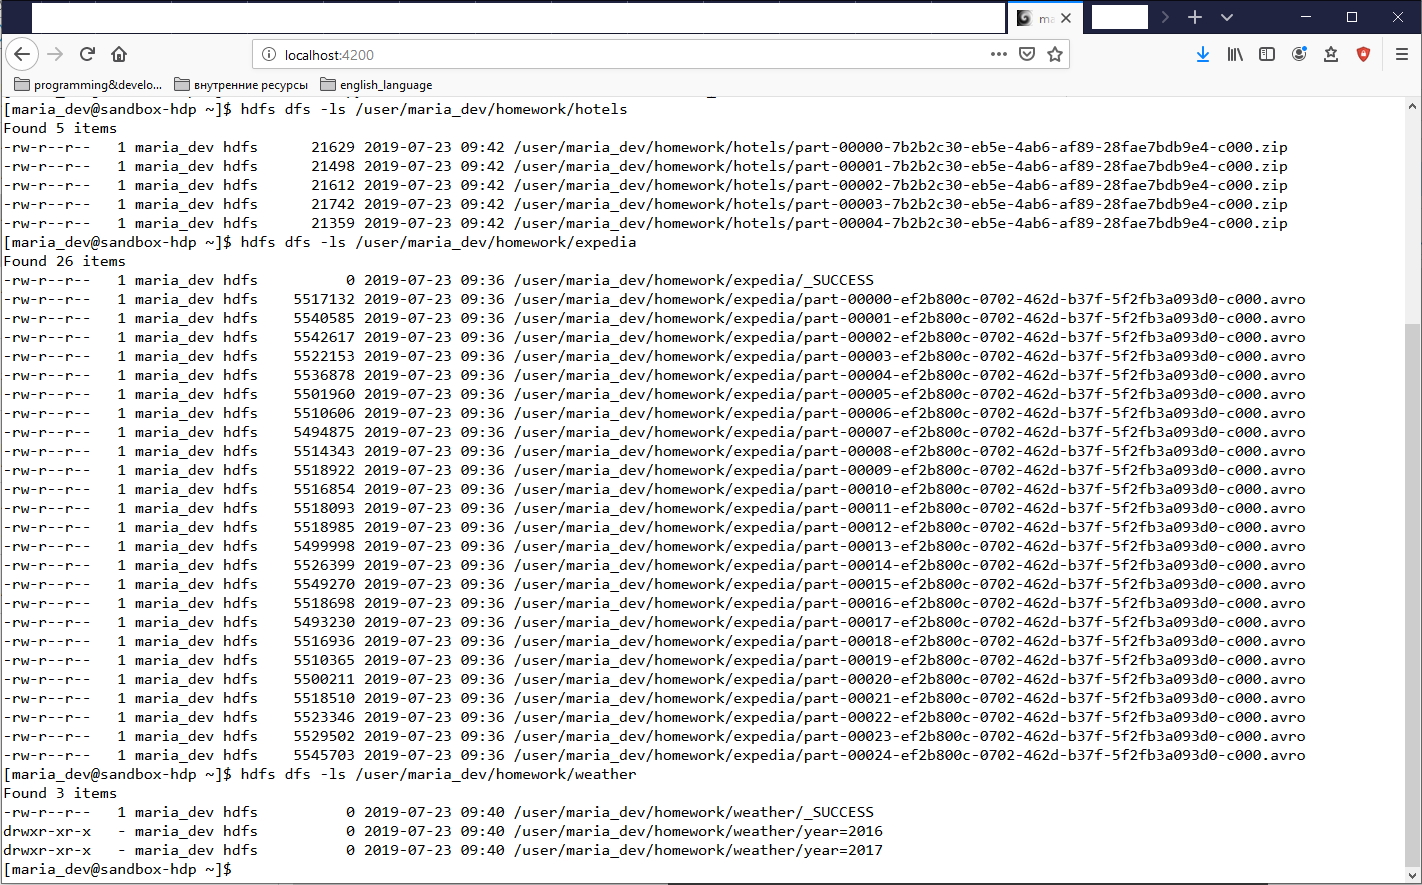 ma
localhost:4200
programming&develo...
внутренние ресурсы
english_language
[maria_dev@sandbox-hdp ~]$ hdfs dfs -ls /user/maria_dev/homework/hotels
Found 5 items
-rw-r--r--   1 maria_dev hdfs      21629 2019-07-23 09:42 /user/maria_dev/homework/hotels/part-00000-7b2b2c30-eb5e-4ab6-af89-28fae7bdb9e4-c000.zip
-rw-r--r--   1 maria_dev hdfs      21498 2019-07-23 09:42 /user/maria_dev/homework/hotels/part-00001-7b2b2c30-eb5e-4ab6-af89-28fae7bdb9e4-c000.zip
-rw-r--r--   1 maria_dev hdfs      21612 2019-07-23 09:42 /user/maria_dev/homework/hotels/part-00002-7b2b2c30-eb5e-4ab6-af89-28fae7bdb9e4-c000.zip
-rw-r--r--   1 maria_dev hdfs      21742 2019-07-23 09:42 /user/maria_dev/homework/hotels/part-00003-7b2b2c30-eb5e-4ab6-af89-28fae7bdb9e4-c000.zip
-rw-r--r--   1 maria_dev hdfs      21359 2019-07-23 09:42 /user/maria_dev/homework/hotels/part-00004-7b2b2c30-eb5e-4ab6-af89-28fae7bdb9e4-c000.zip
[maria_dev@sandbox-hdp ~]$ hdfs dfs -ls /user/maria_dev/homework/expedia
Found 26 items
-rw-r--r--   1 maria_dev hdfs          0 2019-07-23 09:36 /user/maria_dev/homework/expedia/_SUCCESS
-rw-r--r--   1 maria_dev hdfs    5517132 2019-07-23 09:36 /user/maria_dev/homework/expedia/part-00000-ef2b800c-0702-462d-b37f-5f2fb3a093d0-c000.avro
-rw-r--r--   1 maria_dev hdfs    5540585 2019-07-23 09:36 /user/maria_dev/homework/expedia/part-00001-ef2b800c-0702-462d-b37f-5f2fb3a093d0-c000.avro
-rw-r--r--   1 maria_dev hdfs    5542617 2019-07-23 09:36 /user/maria_dev/homework/expedia/part-00002-ef2b800c-0702-462d-b37f-5f2fb3a093d0-c000.avro
-rw-r--r--   1 maria_dev hdfs    5522153 2019-07-23 09:36 /user/maria_dev/homework/expedia/part-00003-ef2b800c-0702-462d-b37f-5f2fb3a093d0-c000.avro
-rw-r--r--   1 maria_dev hdfs    5536878 2019-07-23 09:36 /user/maria_dev/homework/expedia/part-00004-ef2b800c-0702-462d-b37f-5f2fb3a093d0-c000.avro
-rw-r--r--   1 maria_dev hdfs    5501960 2019-07-23 09:36 /user/maria_dev/homework/expedia/part-00005-ef2b800c-0702-462d-b37f-5f2fb3a093d0-c000.avro
-rw-r--r--   1 maria_dev hdfs    5510606 2019-07-23 09:36 /user/maria_dev/homework/expedia/part-00006-ef2b800c-0702-462d-b37f-5f2fb3a093d0-c000.avro
-rw-r--r--   1 maria_dev hdfs    5494875 2019-07-23 09:36 /user/maria_dev/homework/expedia/part-00007-ef2b800c-0702-462d-b37f-5f2fb3a093d0-c000.avro
-rw-r--r--   1 maria_dev hdfs    5514343 2019-07-23 09:36 /user/maria_dev/homework/expedia/part-00008-ef2b800c-0702-462d-b37f-5f2fb3a093d0-c000.avro
-rw-r--r--   1 maria_dev hdfs    5518922 2019-07-23 09:36 /user/maria_dev/homework/expedia/part-00009-ef2b800c-0702-462d-b37f-5f2fb3a093d0-c000.avro
-rw-r--r--   1 maria_dev hdfs    5516854 2019-07-23 09:36 /user/maria_dev/homework/expedia/part-00010-ef2b800c-0702-462d-b37f-5f2fb3a093d0-c000.avro
-rw-r--r--   1 maria_dev hdfs    5518093 2019-07-23 09:36 /user/maria_dev/homework/expedia/part-00011-ef2b800c-0702-462d-b37f-5f2fb3a093d0-c000.avro
-rw-r--r--   1 maria_dev hdfs    5518985 2019-07-23 09:36 /user/maria_dev/homework/expedia/part-00012-ef2b800c-0702-462d-b37f-5f2fb3a093d0-c000.avro
-rw-r--r--   1 maria_dev hdfs    5499998 2019-07-23 09:36 /user/maria_dev/homework/expedia/part-00013-ef2b800c-0702-462d-b37f-5f2fb3a093d0-c000.avro
-rw-r--r--   1 maria_dev hdfs    5526399 2019-07-23 09:36 /user/maria_dev/homework/expedia/part-00014-ef2b800c-0702-462d-b37f-5f2fb3a093d0-c000.avro
-rw-r--r--   1 maria_dev hdfs    5549270 2019-07-23 09:36 /user/maria_dev/homework/expedia/part-00015-ef2b800c-0702-462d-b37f-5f2fb3a093d0-c000.avro
-rw-r--r--   1 maria_dev hdfs    5518698 2019-07-23 09:36 /user/maria_dev/homework/expedia/part-00016-ef2b800c-0702-462d-b37f-5f2fb3a093d0-c000.avro
-rw-r--r--   1 maria_dev hdfs    5493230 2019-07-23 09:36 /user/maria_dev/homework/expedia/part-00017-ef2b800c-0702-462d-b37f-5f2fb3a093d0-c000.avro
-rw-r--r--   1 maria_dev hdfs    5516936 2019-07-23 09:36 /user/maria_dev/homework/expedia/part-00018-ef2b800c-0702-462d-b37f-5f2fb3a093d0-c000.avro
-rw-r--r--   1 maria_dev hdfs    5510365 2019-07-23 09:36 /user/maria_dev/homework/expedia/part-00019-ef2b800c-0702-462d-b37f-5f2fb3a093d0-c000.avro
-rw-r--r--   1 maria_dev hdfs    5500211 2019-07-23 09:36 /user/maria_dev/homework/expedia/part-00020-ef2b800c-0702-462d-b37f-5f2fb3a093d0-c000.avro
-rw-r--r--   1 maria_dev hdfs    5518510 2019-07-23 09:36 /user/maria_dev/homework/expedia/part-00021-ef2b800c-0702-462d-b37f-5f2fb3a093d0-c000.avro
-rw-r--r--   1 maria_dev hdfs    5523346 2019-07-23 09:36 /user/maria_dev/homework/expedia/part-00022-ef2b800c-0702-462d-b37f-5f2fb3a093d0-c000.avro
-rw-r--r--   1 maria_dev hdfs    5529502 2019-07-23 09:36 /user/maria_dev/homework/expedia/part-00023-ef2b800c-0702-462d-b37f-5f2fb3a093d0-c000.avro
-rw-r--r--   1 maria_dev hdfs    5545703 2019-07-23 09:36 /user/maria_dev/homework/expedia/part-00024-ef2b800c-0702-462d-b37f-5f2fb3a093d0-c000.avro
[maria_dev@sandbox-hdp ~]$ hdfs dfs -ls /user/maria_dev/homework/weather
Found 3 items
-rw-r--r--   1 maria_dev hdfs          0 2019-07-23 09:40 /user/maria_dev/homework/weather/_SUCCESS
drwxr-xr-x   - maria_dev hdfs          0 2019-07-23 09:40 /user/maria_dev/homework/weather/year=2016
drwxr-xr-x   - maria_dev hdfs          0 2019-07-23 09:40 /user/maria_dev/homework/weather/year=2017
[maria_dev@sandbox-hdp ~]$